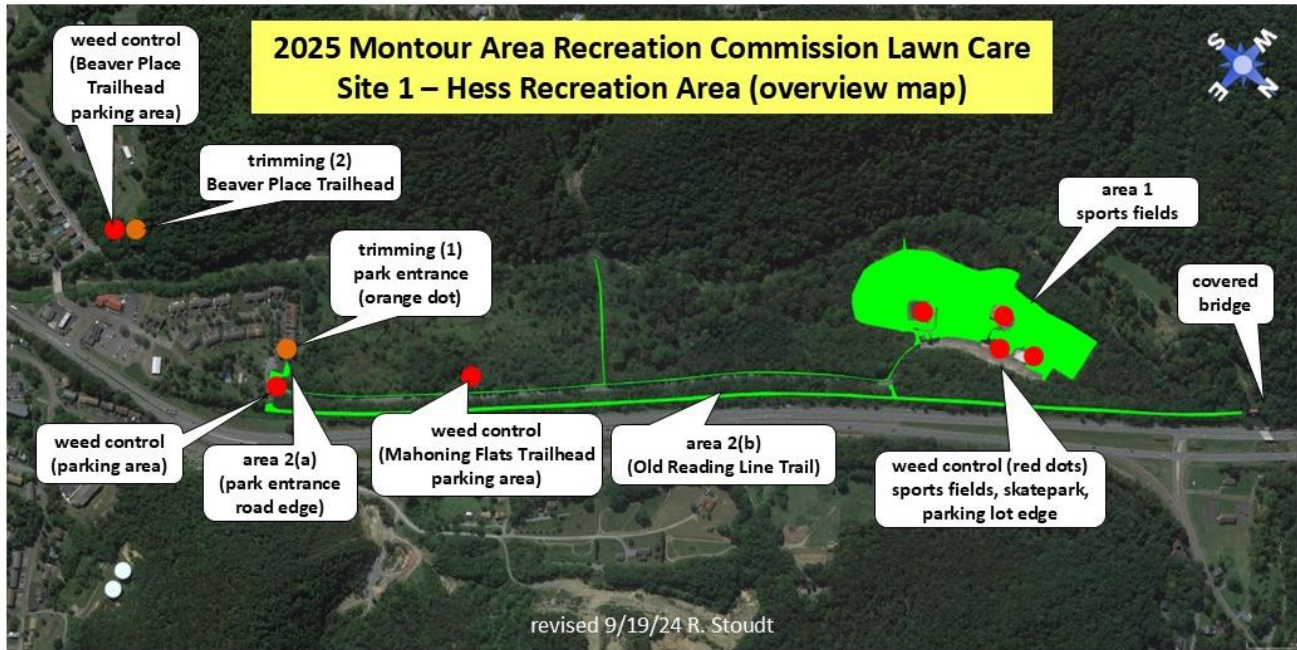 2025 Montour Area Recreation Commission Lawn Care
Site 1 – Hess Recreation Area (overview map)
S
W
E
N
weed control
(Beaver Place
Trailhead
parking area)
trimming (2)
Beaver Place Trailhead
trimming (1)
park entrance
(orange dot)
area 1
sports fields
covered
bridge
weed control
(parking area)
area 2(a)
(park entrance
road edge)
weed control
(Mahoning Flats Trailhead
parking area)
area 2(b)
(Old Reading Line Trail)
weed control (red dots)
sports fields, skatepark,
parking lot edge
revised 9/19/24 R. Stoudt